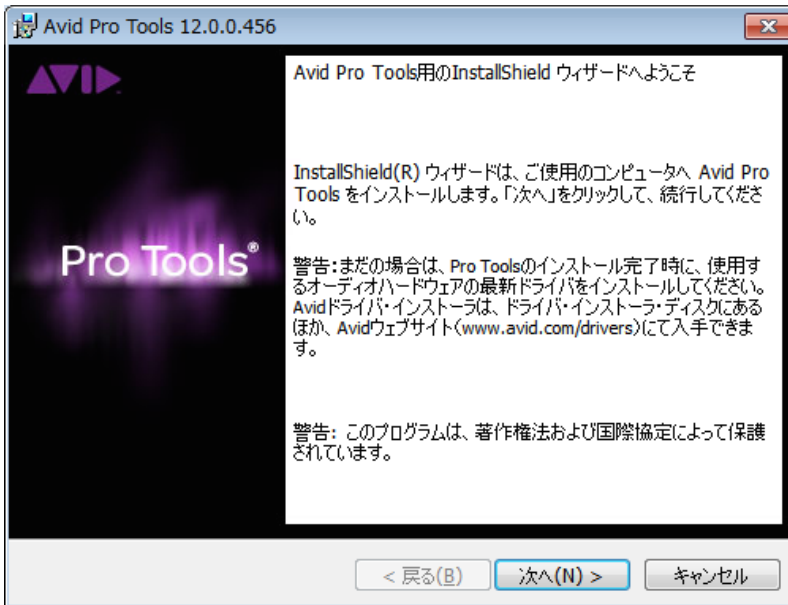 Avid Pro Tools 12.0.0.456
AVID
Pro Tools®
Avid Pro Tools用のInstallShield ウィザードへようこそ
InstallShield(R) ウィザードは、ご使用のコンピュータへ Avid Pro
Tools をインストールします。「次へ」をクリックして、続行してくださ
い。
警告:まだの場合は、Pro Toolsのインストール完了時に、使用す
るオーディオハードウェアの最新ドライバをインストールしてください。
Avidドライバ・インストーラは、ドライバ・インストーラ・ディスクにある
ほか、Avidウェブサイト(www.avid.com/drivers)にて入手できま
す。
警告: このプログラムは、著作権法および国際協定によって保護
されています。
< 戻る(B)
次へ(N) >
キャンセル